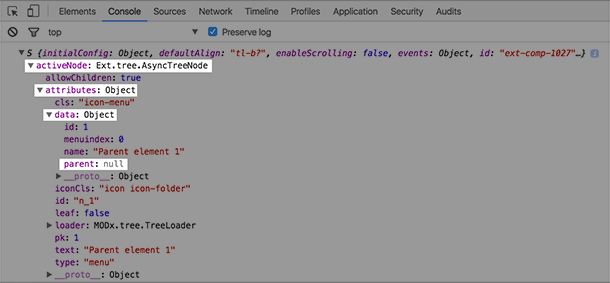 Elements Console Sources Network Timeline Profiles Application Security Audits
top Preserve log
S {initialConfig: Object, defaultAlign: "tl-b?", enableScrolling: false, events: Object, id: "ext-comp-1027"…}
activeNode: Ext.tree.AsyncTreeNode
allowChildren: true
attributes: Object
cls: "icon-menu"
data: Object
id: 1
menuindex: 0
name: "Parent element 1"
parent: null
__proto__: Object
iconCls: "icon icon-folder"
id: "n_1"
leaf: false
loader: MODx.tree.TreeLoader
pk: 1
text: "Parent element 1"
type: "menu"
__proto__: Object